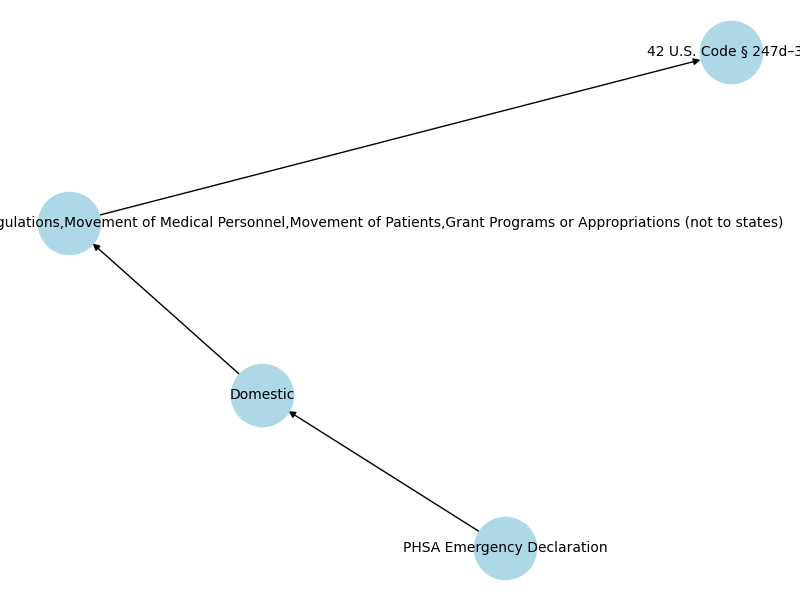 42 U.S. Code § 247d–3
gulations,Movement of Medical Personnel,Movement of Patients,Grant Programs or Appropriations (not to states)
Domestic
PHSA Emergency Declaration